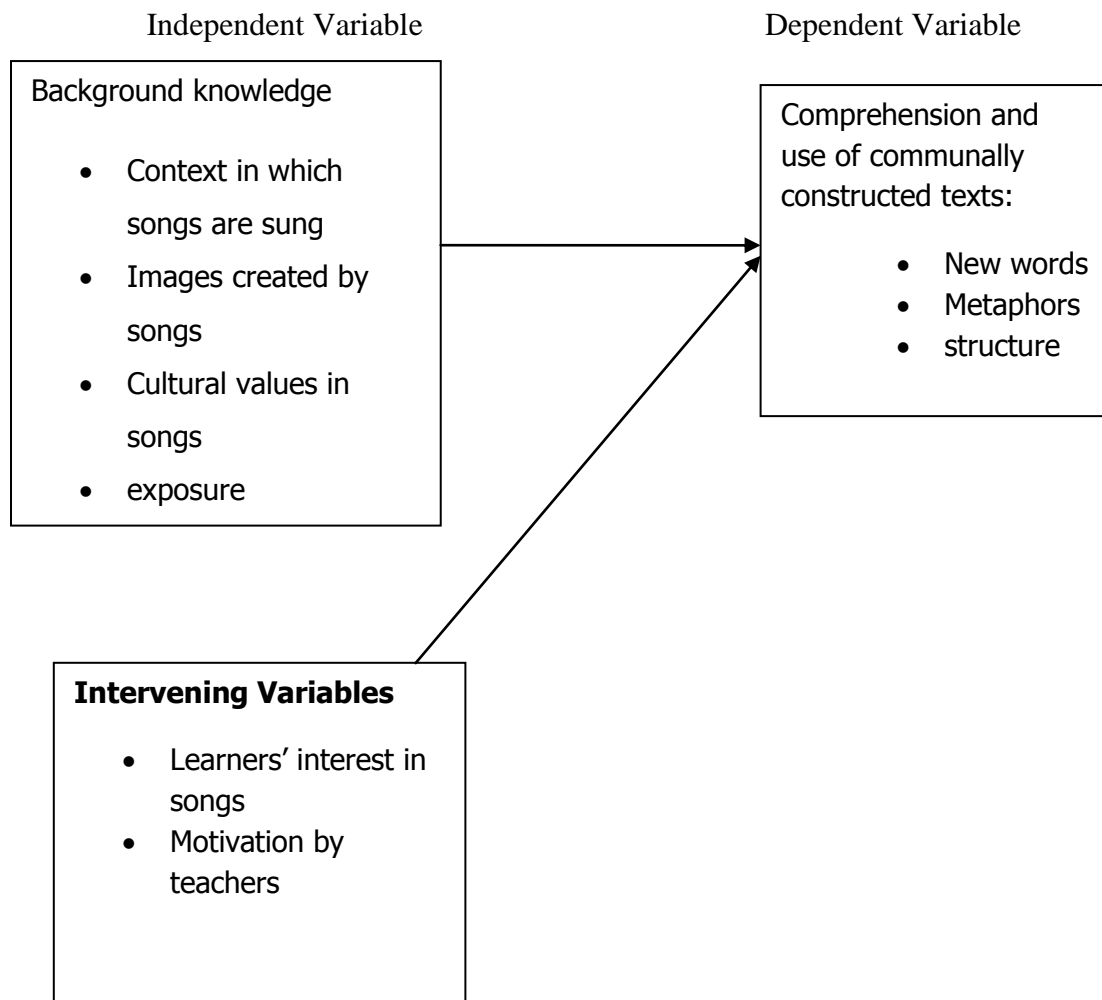 Independent Variable
Dependent Variable
Background knowledge
• Context in which
songs are sung
• Images created by
songs
• Cultural values in
songs
• exposure
Comprehension and
use of communally
constructed texts:
• New words
• Metaphors
• structure
Intervening Variables
• Learners’ interest in
songs
• Motivation by
teachers